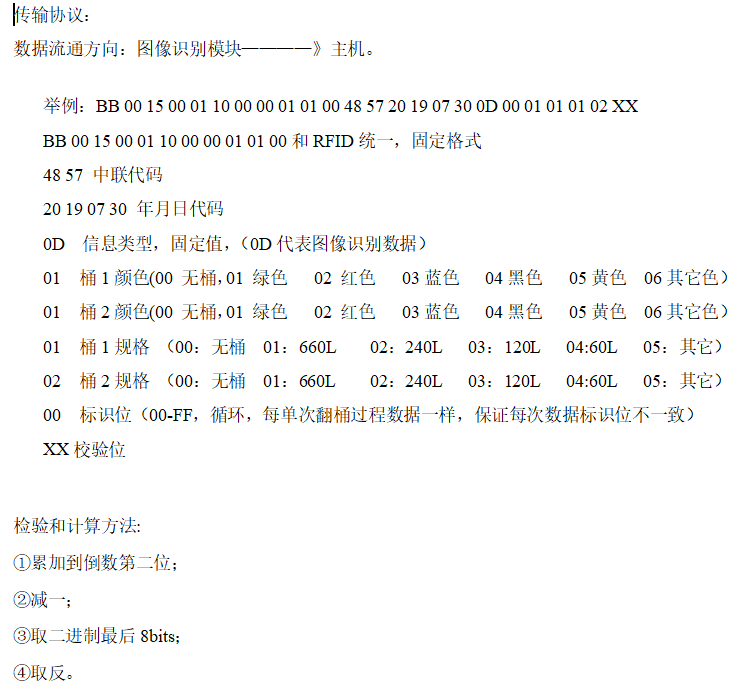 传输协议：
数据流通方向：图像识别模块————》主机。
举例：BB 00 15 00 01 10 00 00 01 01 00 48 57 20 19 07 30 0D 00 01 01 01 02 XX
BB 00 15 00 01 10 00 00 01 01 00 和 RFID 统一，固定格式
48 57 中联代码
20 19 07 30 年月日代码
0D 信息类型，固定值，（0D 代表图像识别数据）
01 桶 1 颜色(00 无桶，01 绿色 02 红色 03 蓝色 04 黑色 05 黄色 06 其它色）
01 桶 2 颜色(00 无桶，01 绿色 02 红色 03 蓝色 04 黑色 05 黄色 06 其它色）
01 桶 1 规格 （00：无桶 01：660L 02：240L 03：120L 04:60L 05：其它）
02 桶 2 规格 （00：无桶 01：660L 02：240L 03：120L 04:60L 05：其它）
00 标识位（00-FF，循环，每单次翻桶过程数据一样，保证每次数据标识位不一致）
XX 校验位
检验和计算方法:
①累加到倒数第二位；
②减一；
③取二进制最后 8bits；
④取反。